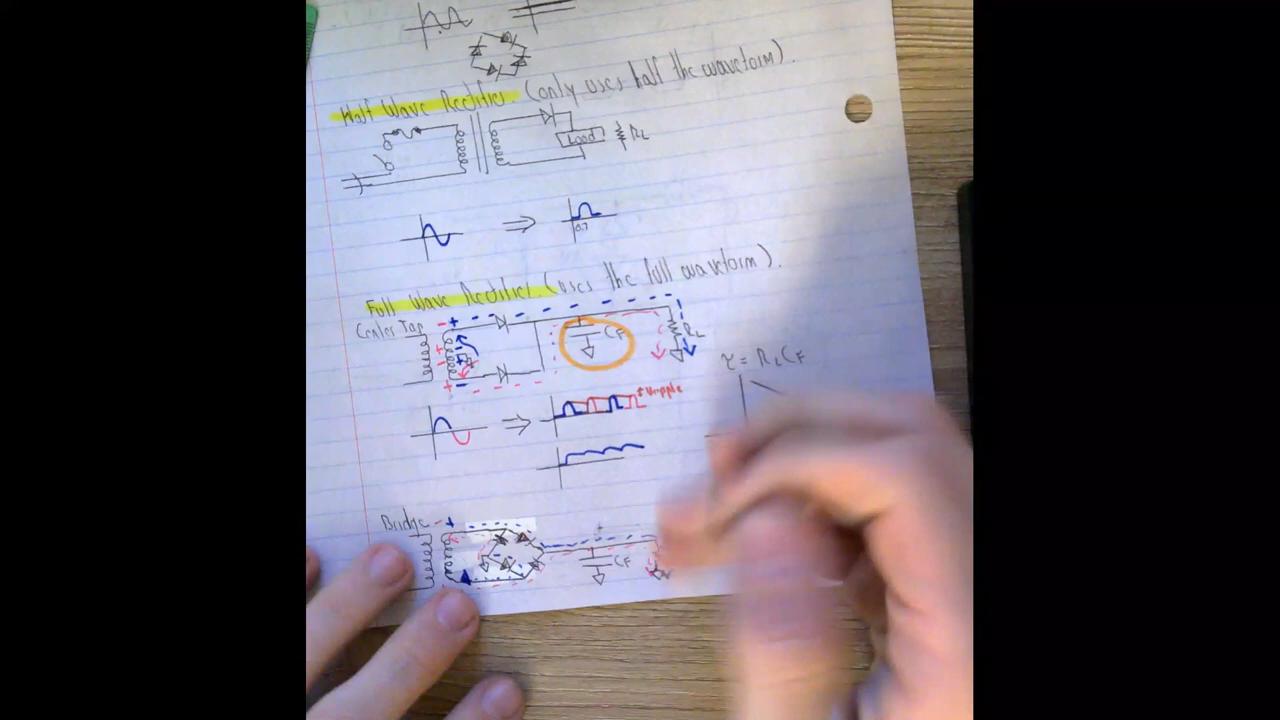 Half Wave Rectifier. (only uses half the waveform).
Load
RL
0.7
Full Wave Rectifier. (uses the full waveform).
Center Tap
- +
CF
RL
τ = RLCF
Vripple
Bridge - +
CF